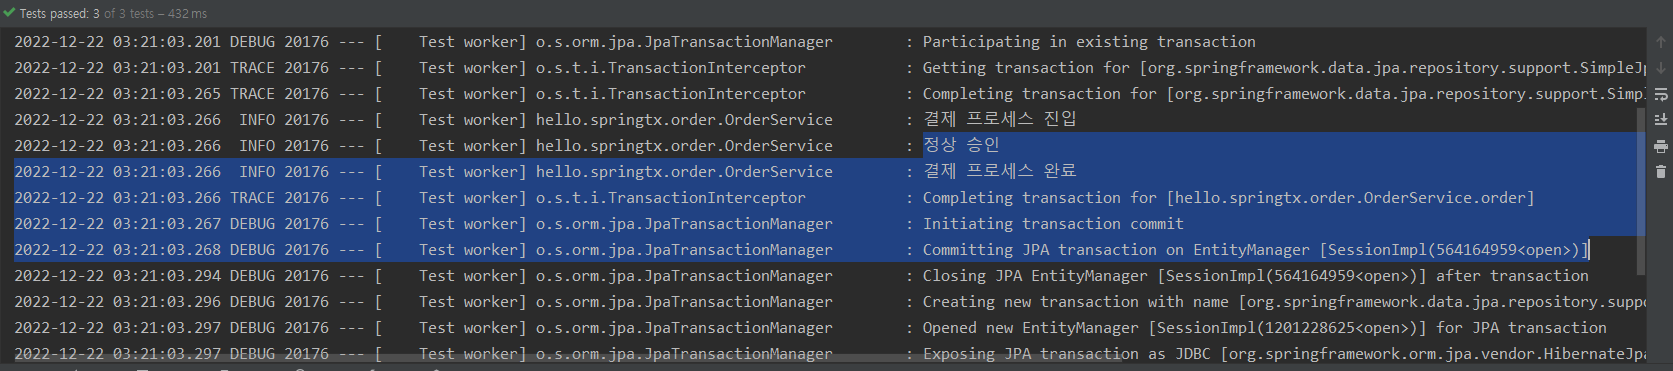 Tests passed: 3 of 3 tests – 432 ms
2022-12-22 03:21:03.201 DEBUG 20176 --- [    Test worker] o.s.orm.jpa.JpaTransactionManager        : Participating in existing transaction
2022-12-22 03:21:03.201 TRACE 20176 --- [    Test worker] o.s.t.i.TransactionInterceptor           : Getting transaction for [org.springframework.data.jpa.repository.support.SimpleJp
2022-12-22 03:21:03.265 TRACE 20176 --- [    Test worker] o.s.t.i.TransactionInterceptor           : Completing transaction for [org.springframework.data.jpa.repository.support.Simpl
2022-12-22 03:21:03.266  INFO 20176 --- [    Test worker] hello.springtx.order.OrderService        : 결제 프로세스 진입
2022-12-22 03:21:03.266  INFO 20176 --- [    Test worker] hello.springtx.order.OrderService        : 정상 승인
2022-12-22 03:21:03.266  INFO 20176 --- [    Test worker] hello.springtx.order.OrderService        : 결제 프로세스 완료
2022-12-22 03:21:03.266 TRACE 20176 --- [    Test worker] o.s.t.i.TransactionInterceptor           : Completing transaction for [hello.springtx.order.OrderService.order]
2022-12-22 03:21:03.267 DEBUG 20176 --- [    Test worker] o.s.orm.jpa.JpaTransactionManager        : Initiating transaction commit
2022-12-22 03:21:03.268 DEBUG 20176 --- [    Test worker] o.s.orm.jpa.JpaTransactionManager        : Committing JPA transaction on EntityManager [SessionImpl(564164959<open>)]
2022-12-22 03:21:03.294 DEBUG 20176 --- [    Test worker] o.s.orm.jpa.JpaTransactionManager        : Closing JPA EntityManager [SessionImpl(564164959<open>)] after transaction
2022-12-22 03:21:03.296 DEBUG 20176 --- [    Test worker] o.s.orm.jpa.JpaTransactionManager        : Creating new transaction with name [org.springframework.data.jpa.repository.suppo
2022-12-22 03:21:03.297 DEBUG 20176 --- [    Test worker] o.s.orm.jpa.JpaTransactionManager        : Opened new EntityManager [SessionImpl(1201228625<open>)] for JPA transaction
2022-12-22 03:21:03.297 DEBUG 20176 --- [    Test worker] o.s.orm.jpa.JpaTransactionManager        : Exposing JPA transaction as JDBC [org.springframework.orm.jpa.vendor.HibernateJpa